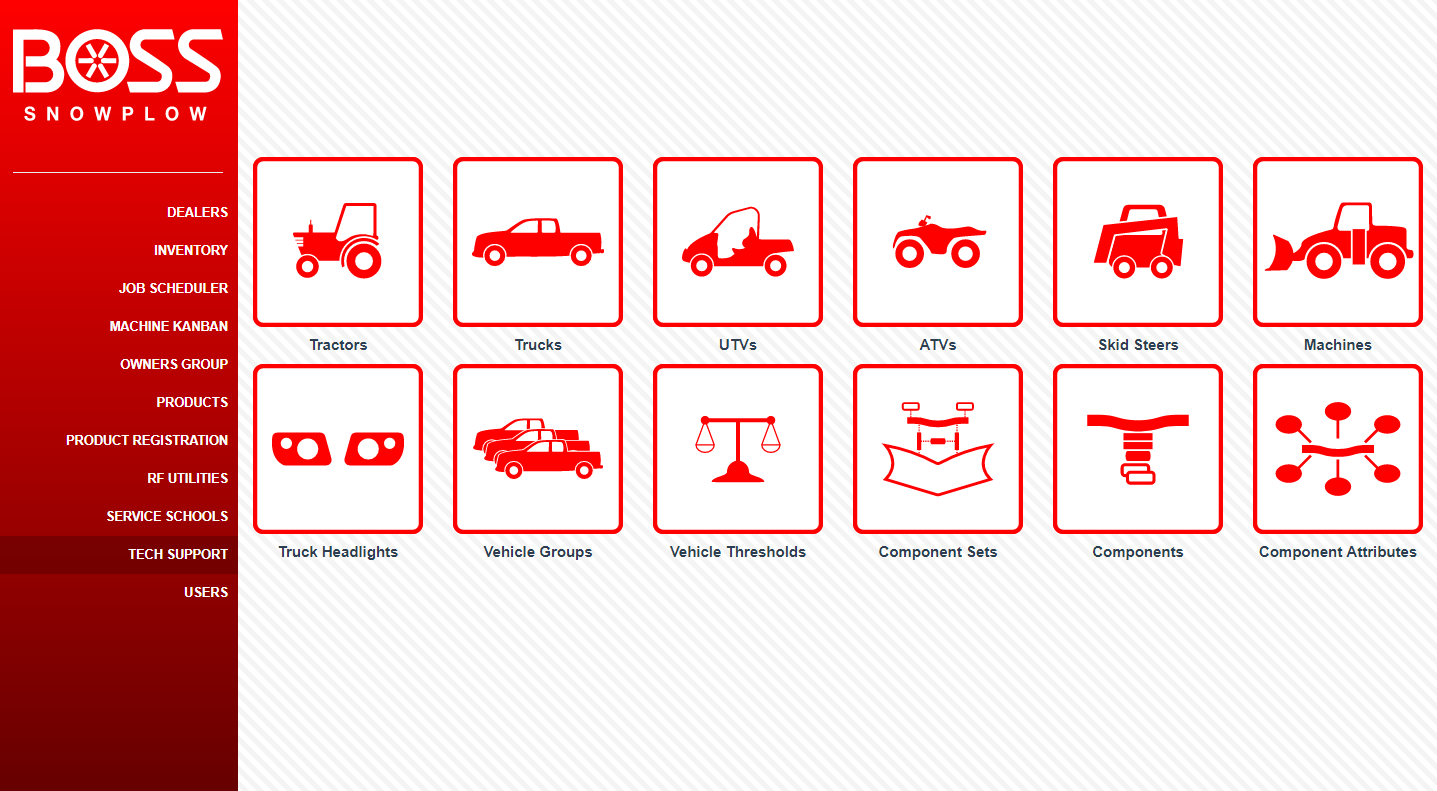 BOSS
SNOWPLOW
DEALERS
INVENTORY
JOB SCHEDULER
MACHINE KANBAN
OWNERS GROUP
PRODUCTS
PRODUCT REGISTRATION
RF UTILITIES
SERVICE SCHOOLS
TECH SUPPORT
USERS
Tractors
Trucks
UTVs
ATVs
Skid Steers
Machines
Truck Headlights
Vehicle Groups
Vehicle Thresholds
Component Sets
Components
Component Attributes